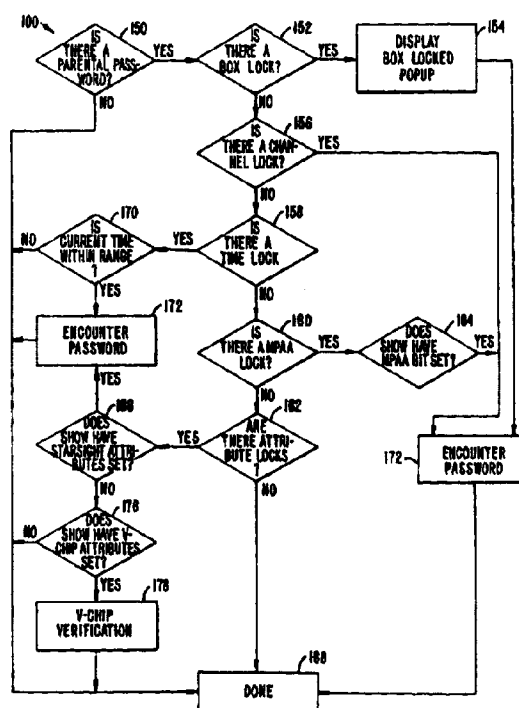 100
150
IS
THERE A
PARENTAL PASS-
WORD?
YES
NO
152
IS
THERE A
BOX LOCK?
YES
NO
154
DISPLAY
BOX LOCKED
POPUP
156
IS
THERE A CHAN-
NEL LOCK?
YES
NO
158
IS
THERE A
TIME LOCK
YES
NO
170
IS
CURRENT TIME
WITHIN RANGE
?
NO
YES
172
ENCOUNTER
PASSWORD
160
IS
THERE A MPAA
LOCK?
YES
NO
164
DOES
SHOW HAVE
MPAA BIT SET?
YES
162
ARE
THERE ATTRI-
BUTE LOCKS
?
YES
NO
DOES
SHOW HAVE
STARSIGHT ATTRI-
BUTES SET?
YES
NO
172
ENCOUNTER
PASSWORD
176
DOES
SHOW HAVE V-
CHIP ATTRIBUTES
SET?
NO
YES
178
V-CHIP
VERIFICATION
168
DONE